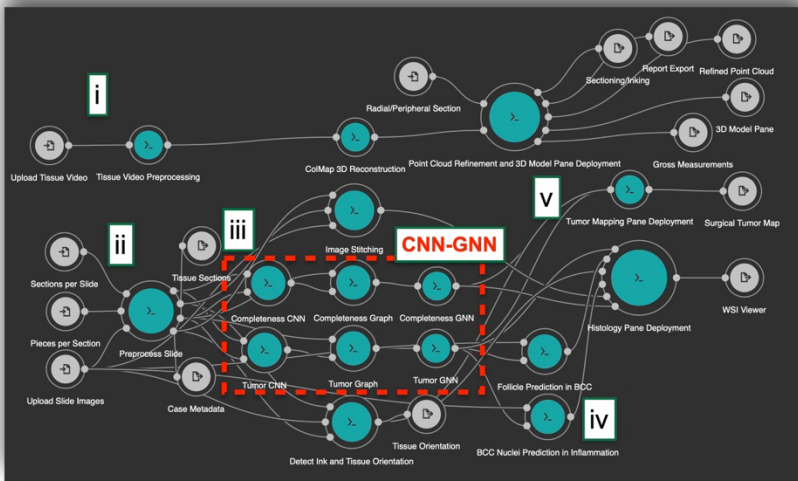 i
Upload Tissue Video
Tissue Video Preprocessing
ColMap 3D Reconstruction
Radial/Peripheral Section
Point Cloud Refinement and 3D Model Pane Deployment
Sectioning/Inking
Report Export
Refined Point Cloud
3D Model Pane
Gross Measurements
ii
iii
v
Tumor Mapping Pane Deployment
Surgical Tumor Map
Sections per Slide
Tissue Sections
Image Stitching
CNN-GNN
Pieces per Section
Preprocess Slide
Completeness CNN
Completeness Graph
Completeness GNN
Histology Pane Deployment
WSI Viewer
Upload Slide Images
Case Metadata
Tumor CNN
Tumor Graph
Tumor GNN
Follicle Prediction in BCC
iv
Detect Ink and Tissue Orientation
Tissue Orientation
BCC Nuclei Prediction in Inflammation